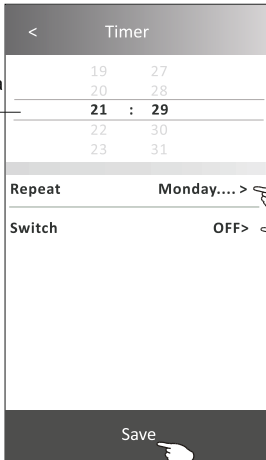 < Timer
19 27
20 28
21 : 29
22 30
23 31
Repeat Monday.... >
Switch OFF>
Save